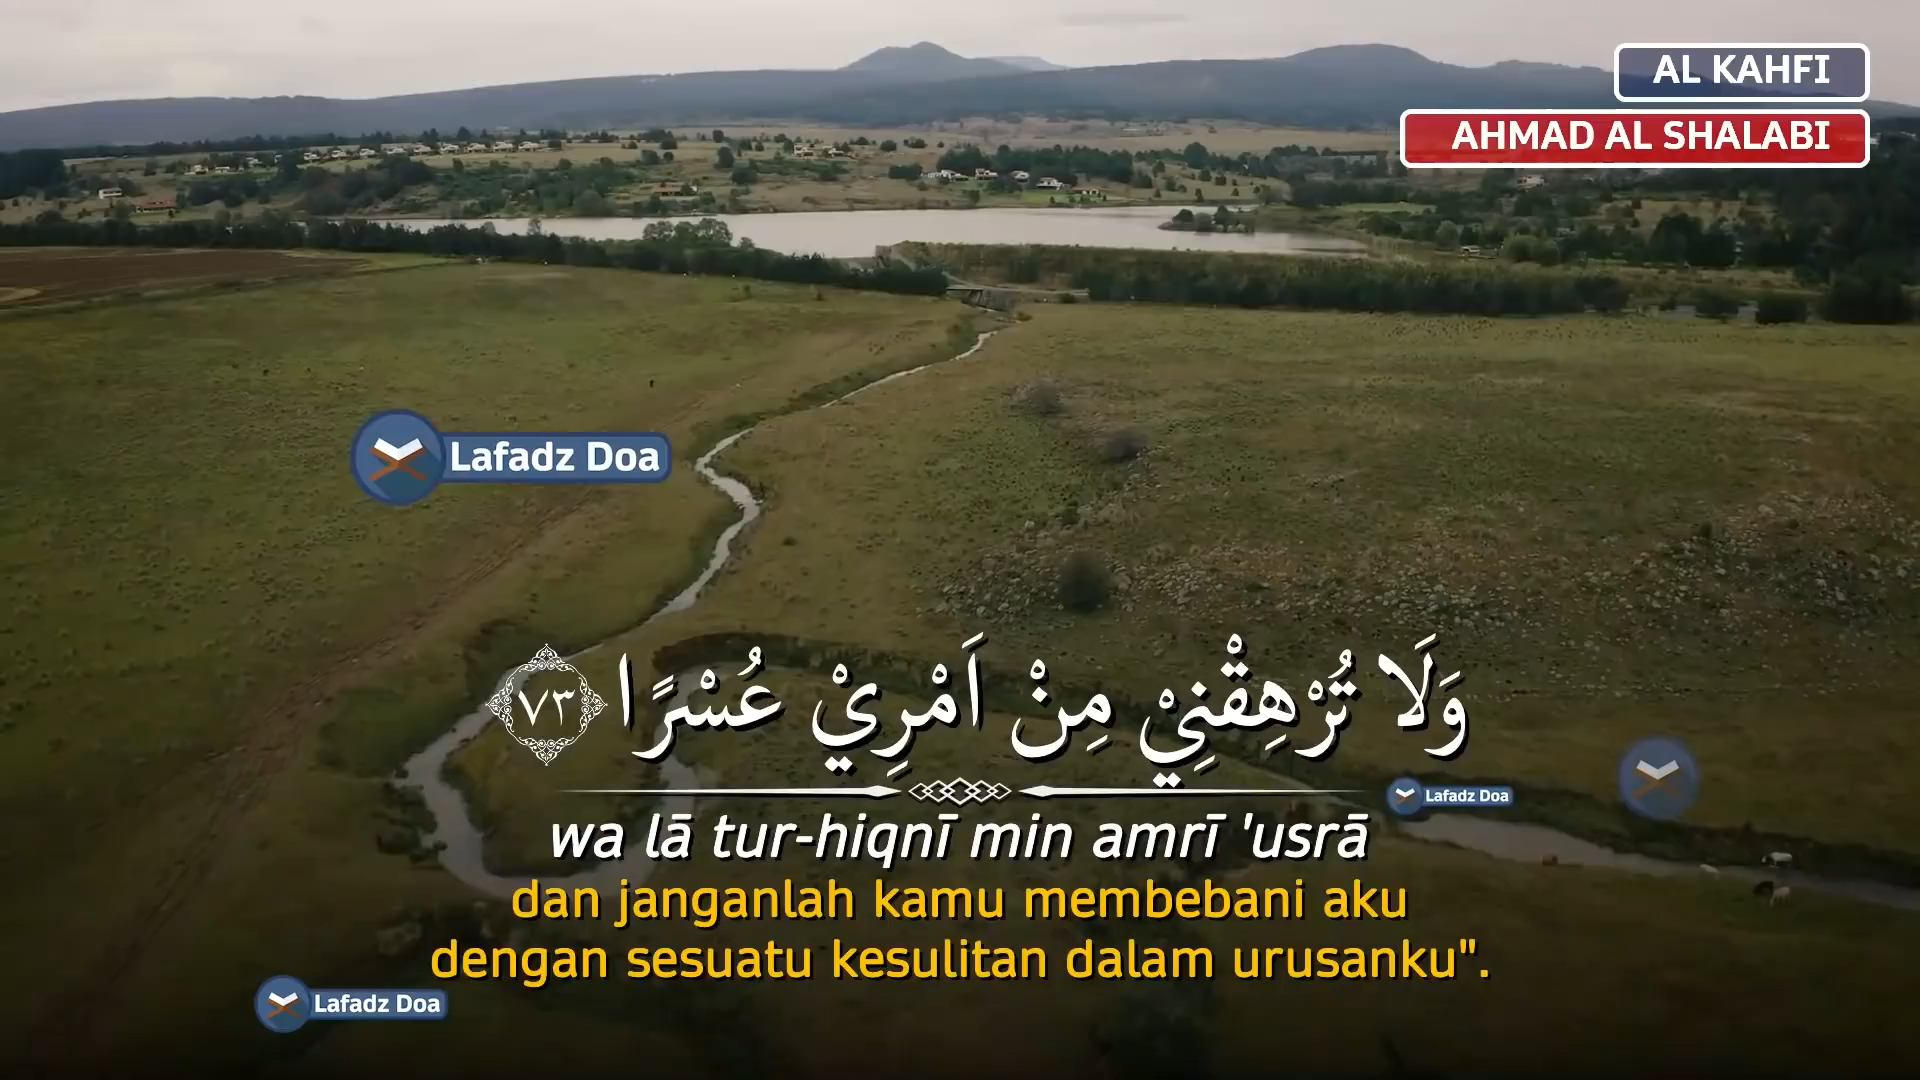 AL KAHFI
AHMAD AL SHALABI
Lafadz Doa
وَلَا تُرْهِقْنِيْ مِنْ اَمْرِيْ عُسْرًا ٧٣
Lafadz Doa
wa lā tur-hiqnī min amrī 'usrā
dan janganlah kamu membebani aku
dengan sesuatu kesulitan dalam urusanku".
Lafadz Doa